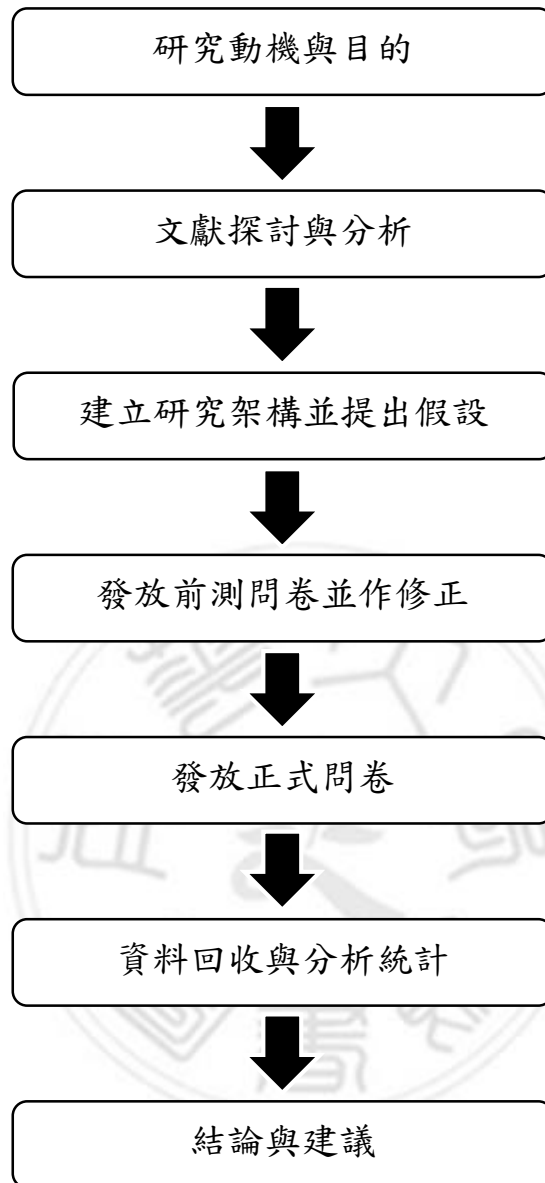 研究動機與目的
文獻探討與分析
建立研究架構並提出假設
發放前測問卷並作修正
發放正式問卷
資料回收與分析統計
結論與建議